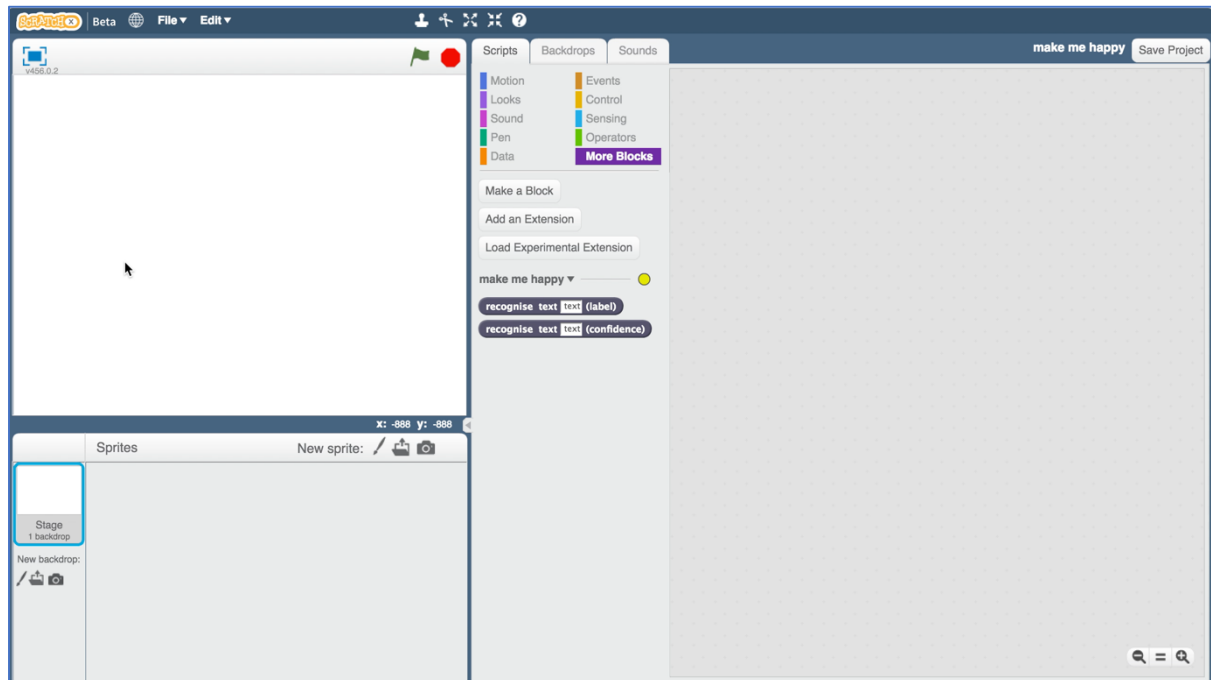 SCRATCHX Beta File▾ Edit▾
v456.0.2
Scripts Backdrops Sounds
make me happy Save Project
Motion Events
Looks Control
Sound Sensing
Pen Operators
Data More Blocks
Make a Block
Add an Extension
Load Experimental Extension
make me happy▾
recognise text text (label)
recognise text text (confidence)
x: -888 y: -888
Sprites New sprite:
Stage
1 backdrop
New backdrop: